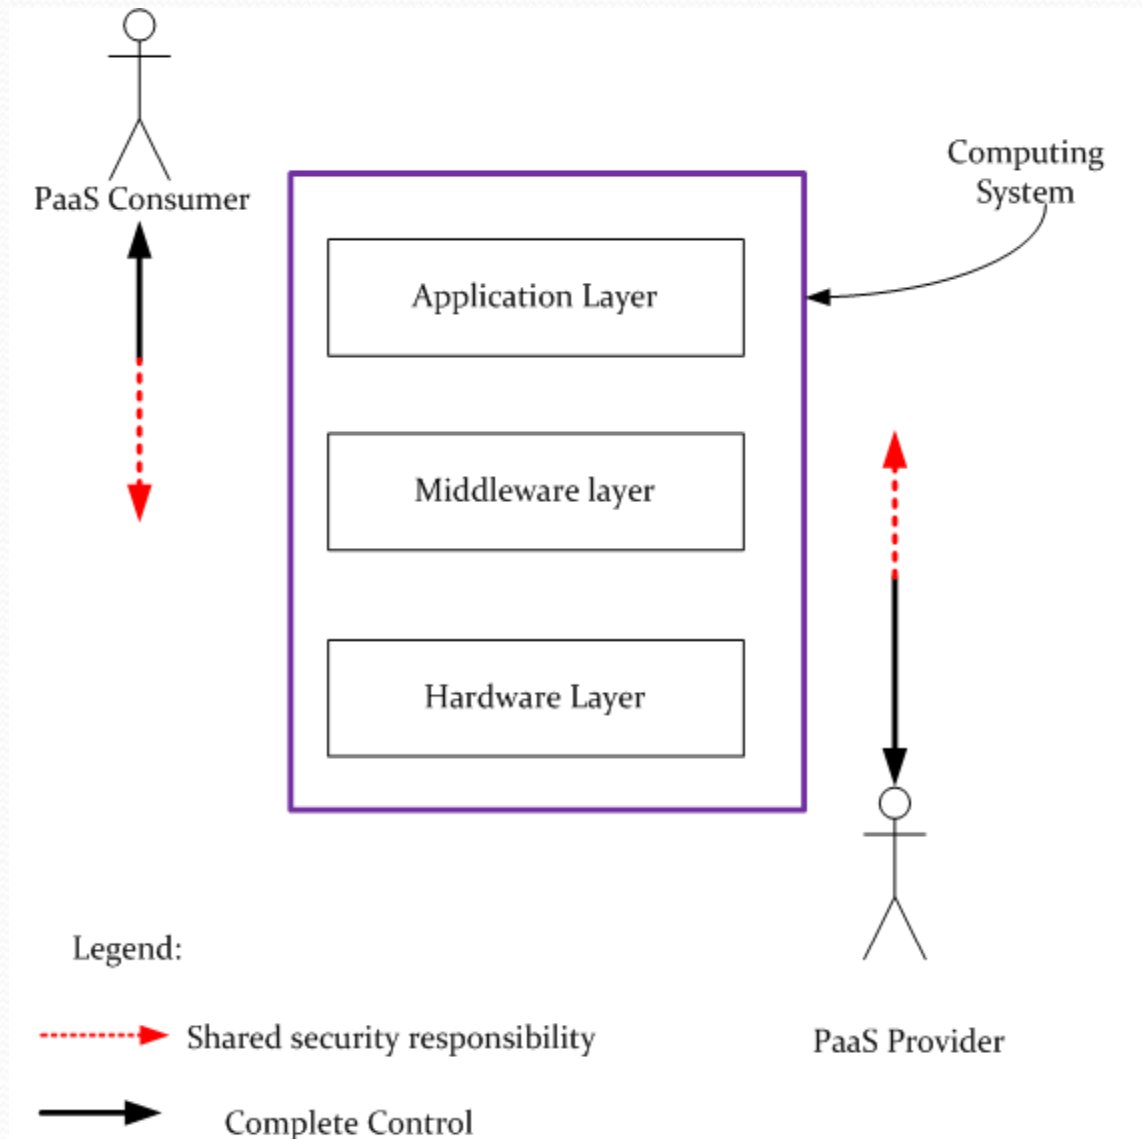 PaaS Consumer
Computing
System
Application Layer
Middleware layer
Hardware Layer
Legend:
Shared security responsibility
PaaS Provider
Complete Control